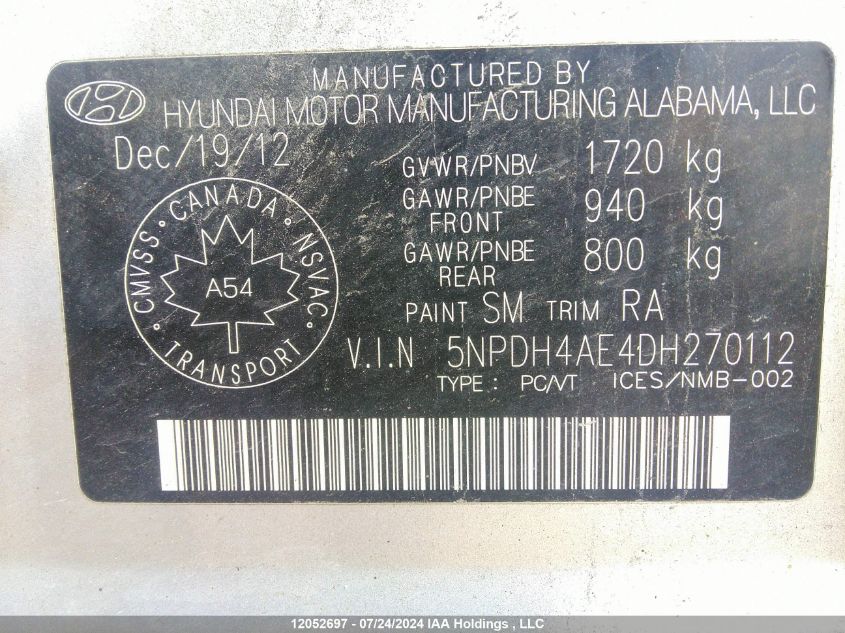 MANUFACTURED BY
HYUNDAI MOTOR MANUFACTURING ALABAMA, LLC
Dec/19/12
GVWR/PNBV 1720 kg
GAWR/PNBE FRONT 940 kg
GAWR/PNBE REAR 800 kg
CANADA
CMVSS
NSVAC
A54
TRANSPORT
PAINT SM TRIM RA
V.I.N 5NPDH4AE4DH270112
TYPE : PC/VT ICES/NMB-002
12052697 - 07/24/2024 IAA Holdings , LLC